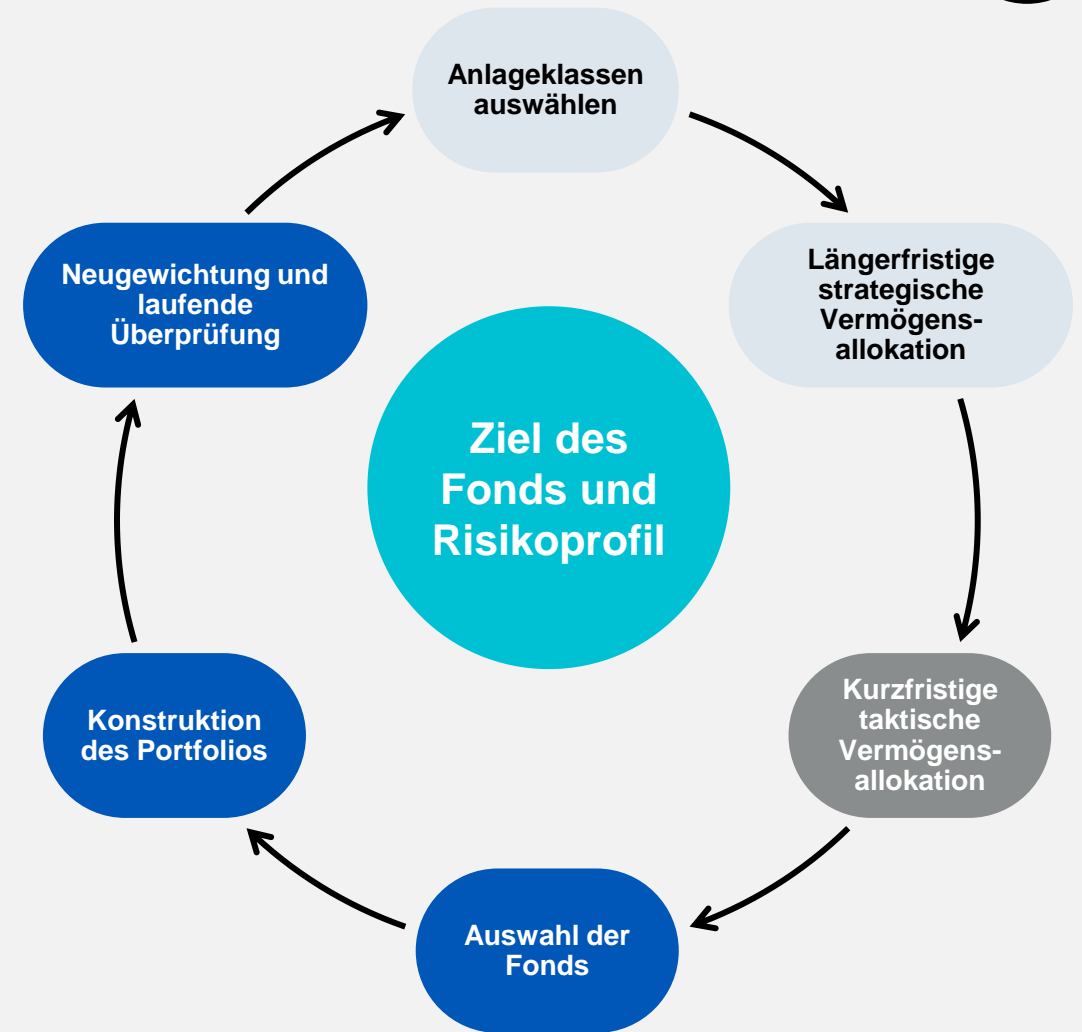 Anlageklassen
auswählen
Längerfristige
strategische
Vermögens-
allokation
Kurzfristige
taktische
Vermögens-
allokation
Auswahl der
Fonds
Konstruktion
des Portfolios
Neugewichtung und
laufende
Überprüfung
Ziel des
Fonds und
Risikoprofil